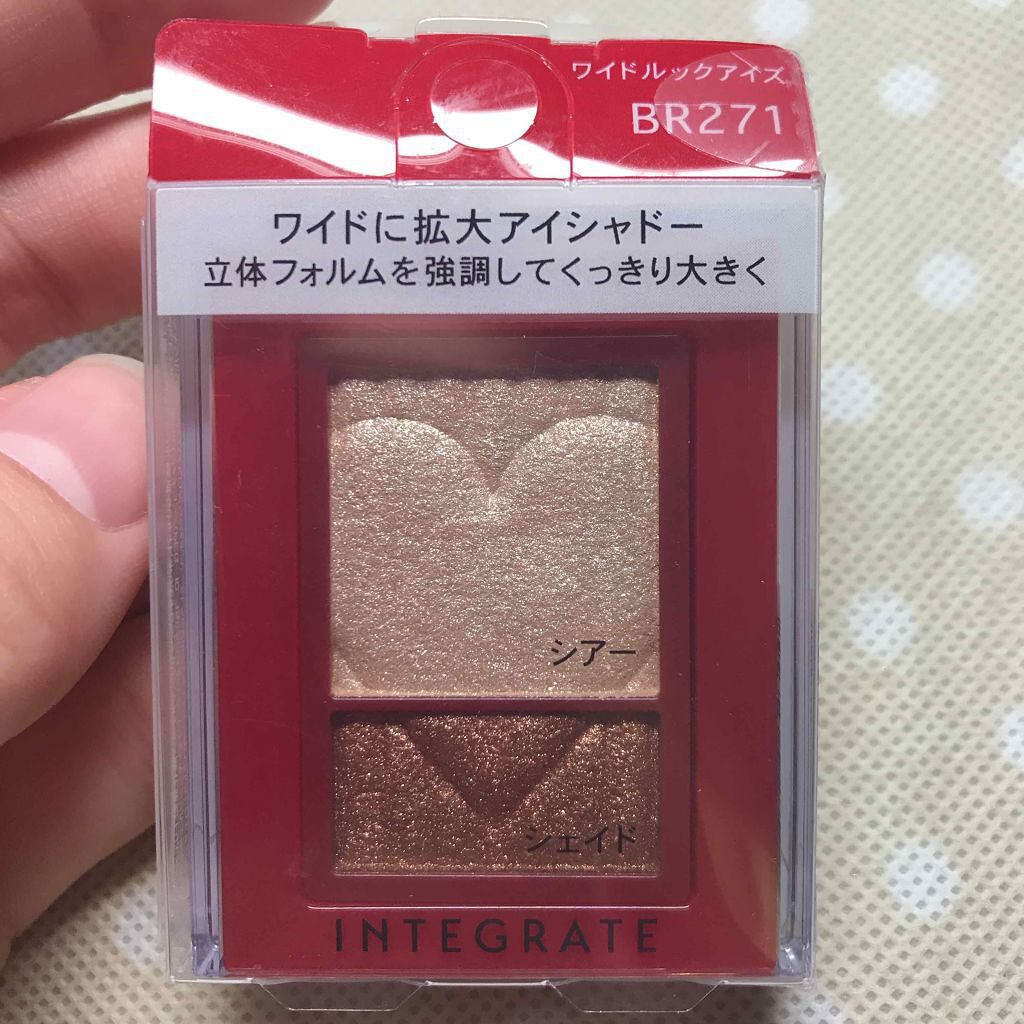 ワイドルックアイズ
BR271
ワイドに拡大アイシャドー
立体フォルムを強調してくっきり大きく
シアー
シェイド
INTEGRATE